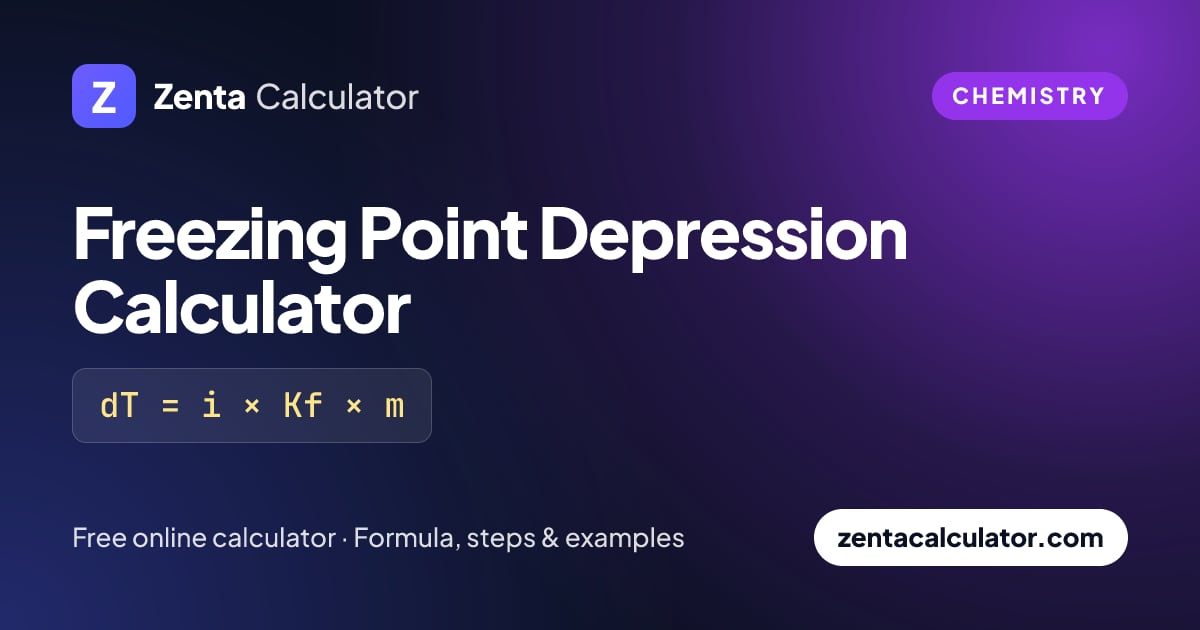 Z
Zenta Calculator
CHEMISTRY
Freezing Point Depression
Calculator
dT = i × Kf × m
Free online calculator · Formula, steps & examples
zentacalculator.com